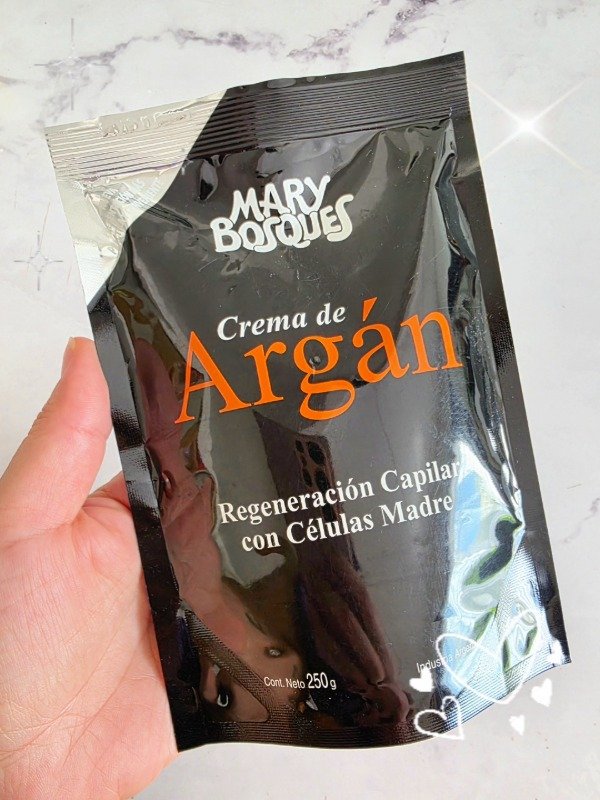 MARY
BOSQUES
Crema de
Argán
Regeneración Capilar
con Células Madre
Cont. Neto 250 g